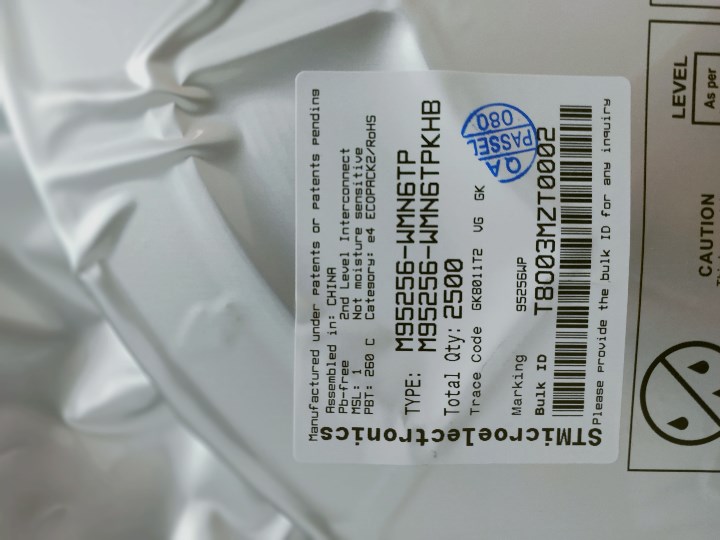 Manufactured under patents or patents pending
Assembled in: CHINA
Pb-free 2nd Level Interconnect
MSL: 1 Not moisture sensitive
PBT: 260 C Category: e4 ECOPACK2/RoHS
TYPE: M95256-WMN6TP
M95256-WMN6TPKHB
Total Qty: 2500
Trace Code GK8011T2 VG GK
Marking 95256WP
Bulk ID T8003MZT0002
Please provide the bulk ID for any inquiry
STMicroelectronics
QA
PASSEL
080
LEVEL
As per
CAUTION